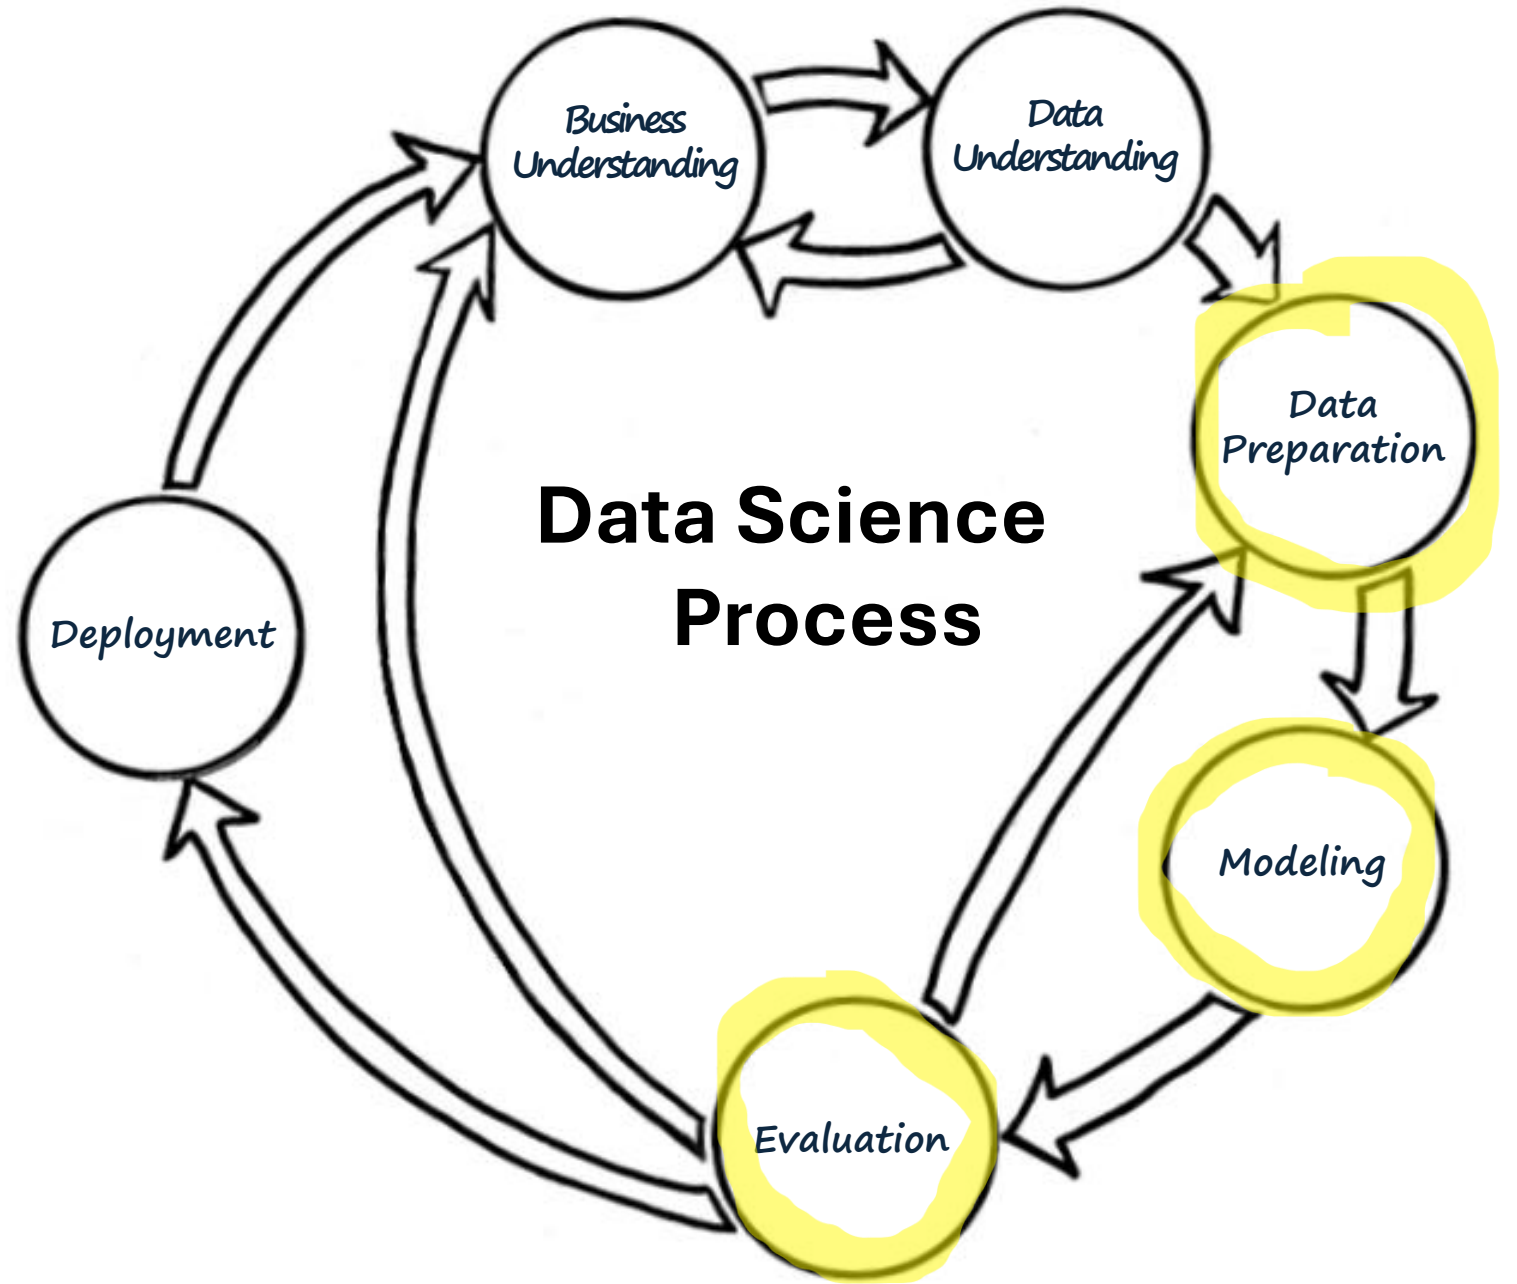 Business
Understanding
Data
Understanding
Data
Preparation
Data Science
Process
Deployment
Modeling
Evaluation